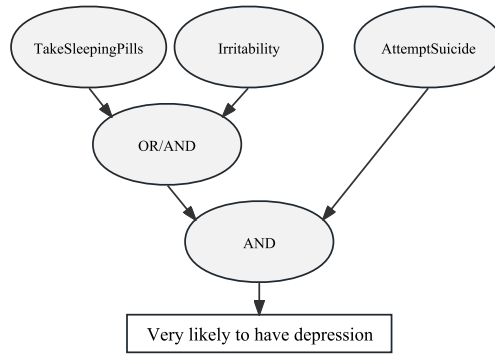 TakeSleepingPills
Irritability
AttemptSuicide
OR/AND
AND
Very likely to have depression